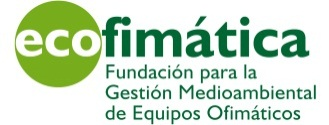 ecofimática
Fundación para la
Gestión Medioambiental
de Equipos Ofimáticos